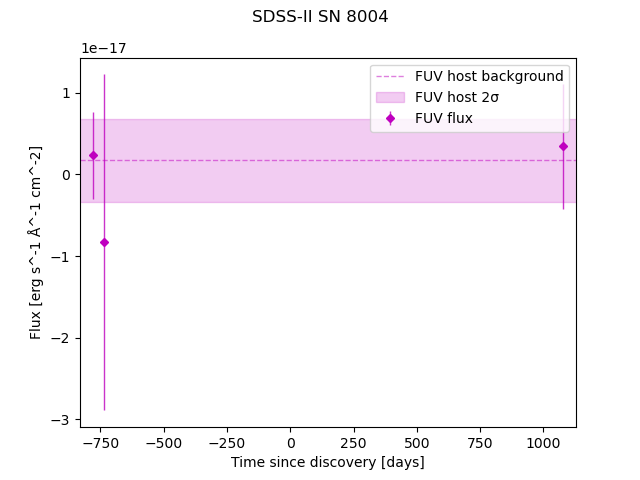 SDSS-II SN 8004
1e−17
FUV host background
FUV host 2σ
FUV flux
1
0
−1
−2
−3
Flux [erg s^-1 Å^-1 cm^-2]
−750 −500 −250 0 250 500 750 1000
Time since discovery [days]